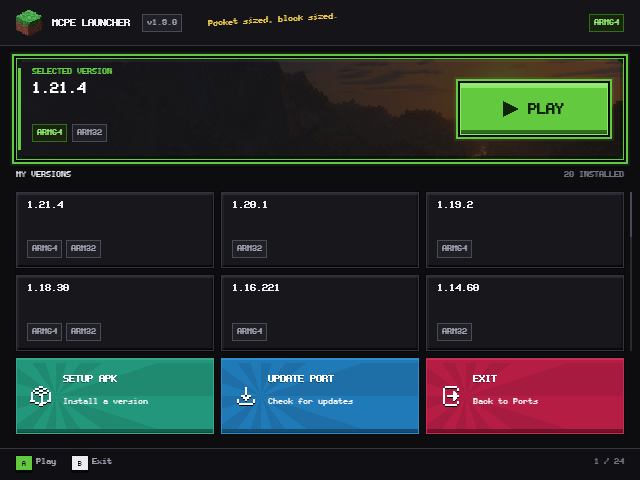 MCPE LAUNCHER
v1.0.0
Pocket sized, block sized.
ARM64
SELECTED VERSION
1.21.4
ARM64 ARM32
PLAY
MY VERSIONS
20 INSTALLED
1.21.4
ARM64 ARM32
1.20.1
ARM32
1.19.2
ARM64
1.18.30
ARM64 ARM32
1.16.221
ARM64
1.14.60
ARM32
SETUP APK
Install a version
UPDATE PORT
Check for updates
EXIT
Back to Ports
A Play
B Exit
1 / 24